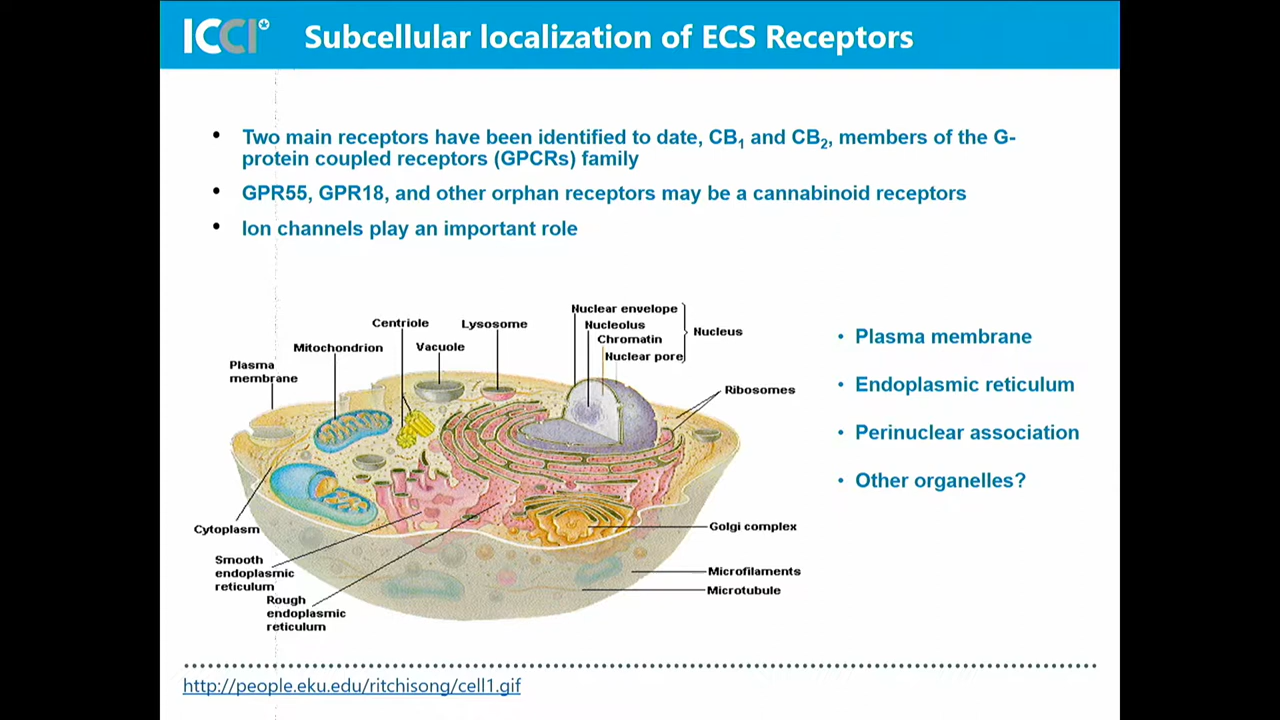 ICCI
Subcellular localization of ECS Receptors
• Two main receptors have been identified to date, CB₁ and CB₂, members of the G-
protein coupled receptors (GPCRs) family
• GPR55, GPR18, and other orphan receptors may be a cannabinoid receptors
• Ion channels play an important role
Nuclear envelope
Nucleolus
Chromatin
Nuclear pore
Nucleus
Centriole
Lysosome
Mitochondrion
Vacuole
Plasma
membrane
Ribosomes
Cytoplasm
Smooth
endoplasmic
reticulum
Rough
endoplasmic
reticulum
Golgi complex
Microfilaments
Microtubule
• Plasma membrane
• Endoplasmic reticulum
• Perinuclear association
• Other organelles?
http://people.eku.edu/ritchisong/cell1.gif